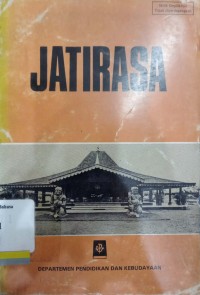 JATIRASA
DEPARTEMEN PENDIDIKAN DAN KEBUDAYAAN